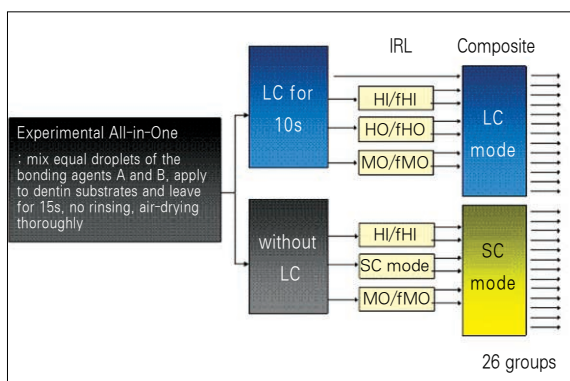 IRL
Composite
Experimental All-in-One
: mix equal droplets of the
bonding agents A and B, apply
to dentin substrates and leave
for 15s, no rinsing, air-drying
thoroughly
LC for
10s
HI/fHI
HO/fHO
MO/fMO
LC
mode
without
LC
HI/fHI
SC mode
MO/fMO
SC
mode
26 groups